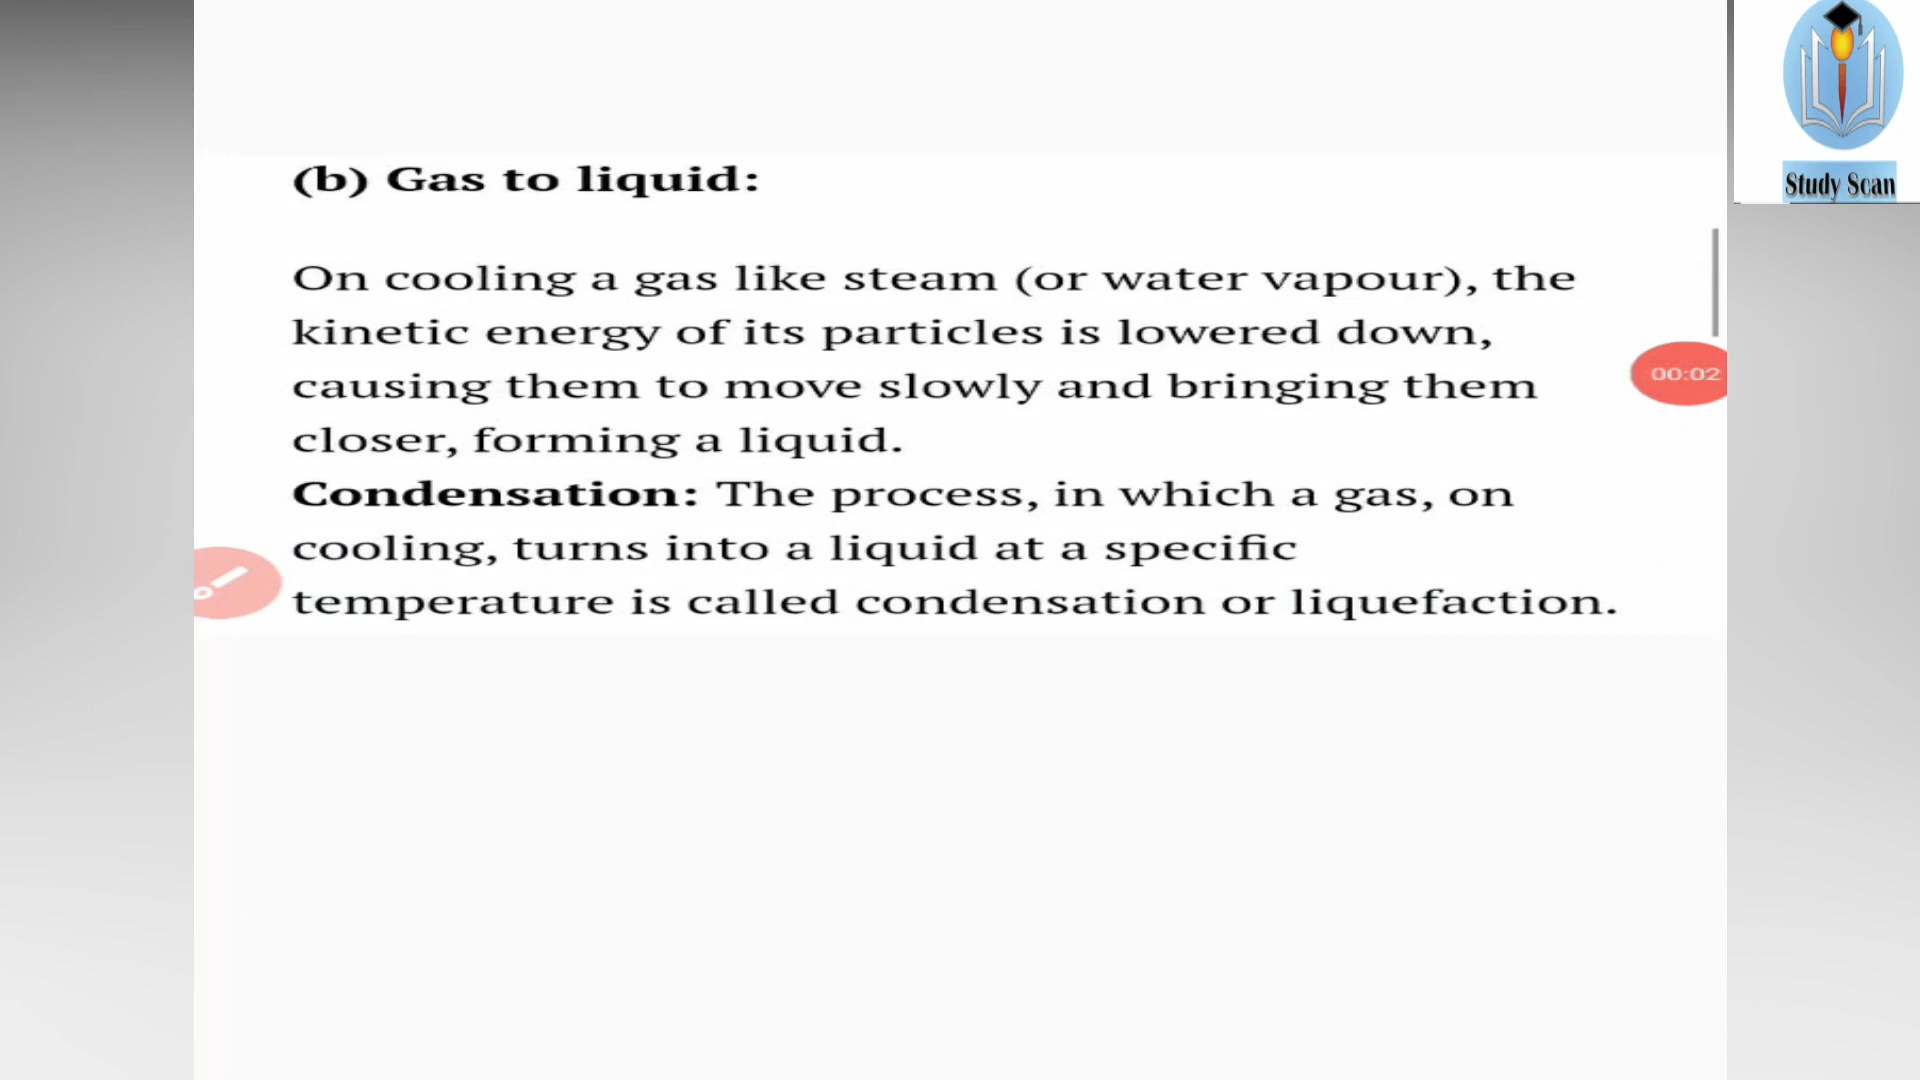 (b) Gas to liquid:
On cooling a gas like steam (or water vapour), the
kinetic energy of its particles is lowered down,
causing them to move slowly and bringing them
closer, forming a liquid.
Condensation: The process, in which a gas, on
cooling, turns into a liquid at a specific
temperature is called condensation or liquefaction.
00:02
Study Scan